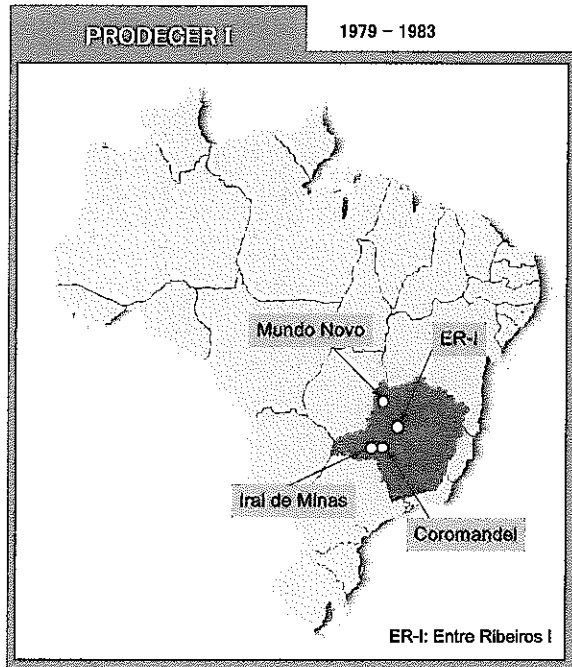 PRODECER I
1979 – 1983
Mundo Novo
ER-I
Iraí de Minas
Coromandel
ER-I: Entre Ribeiros I